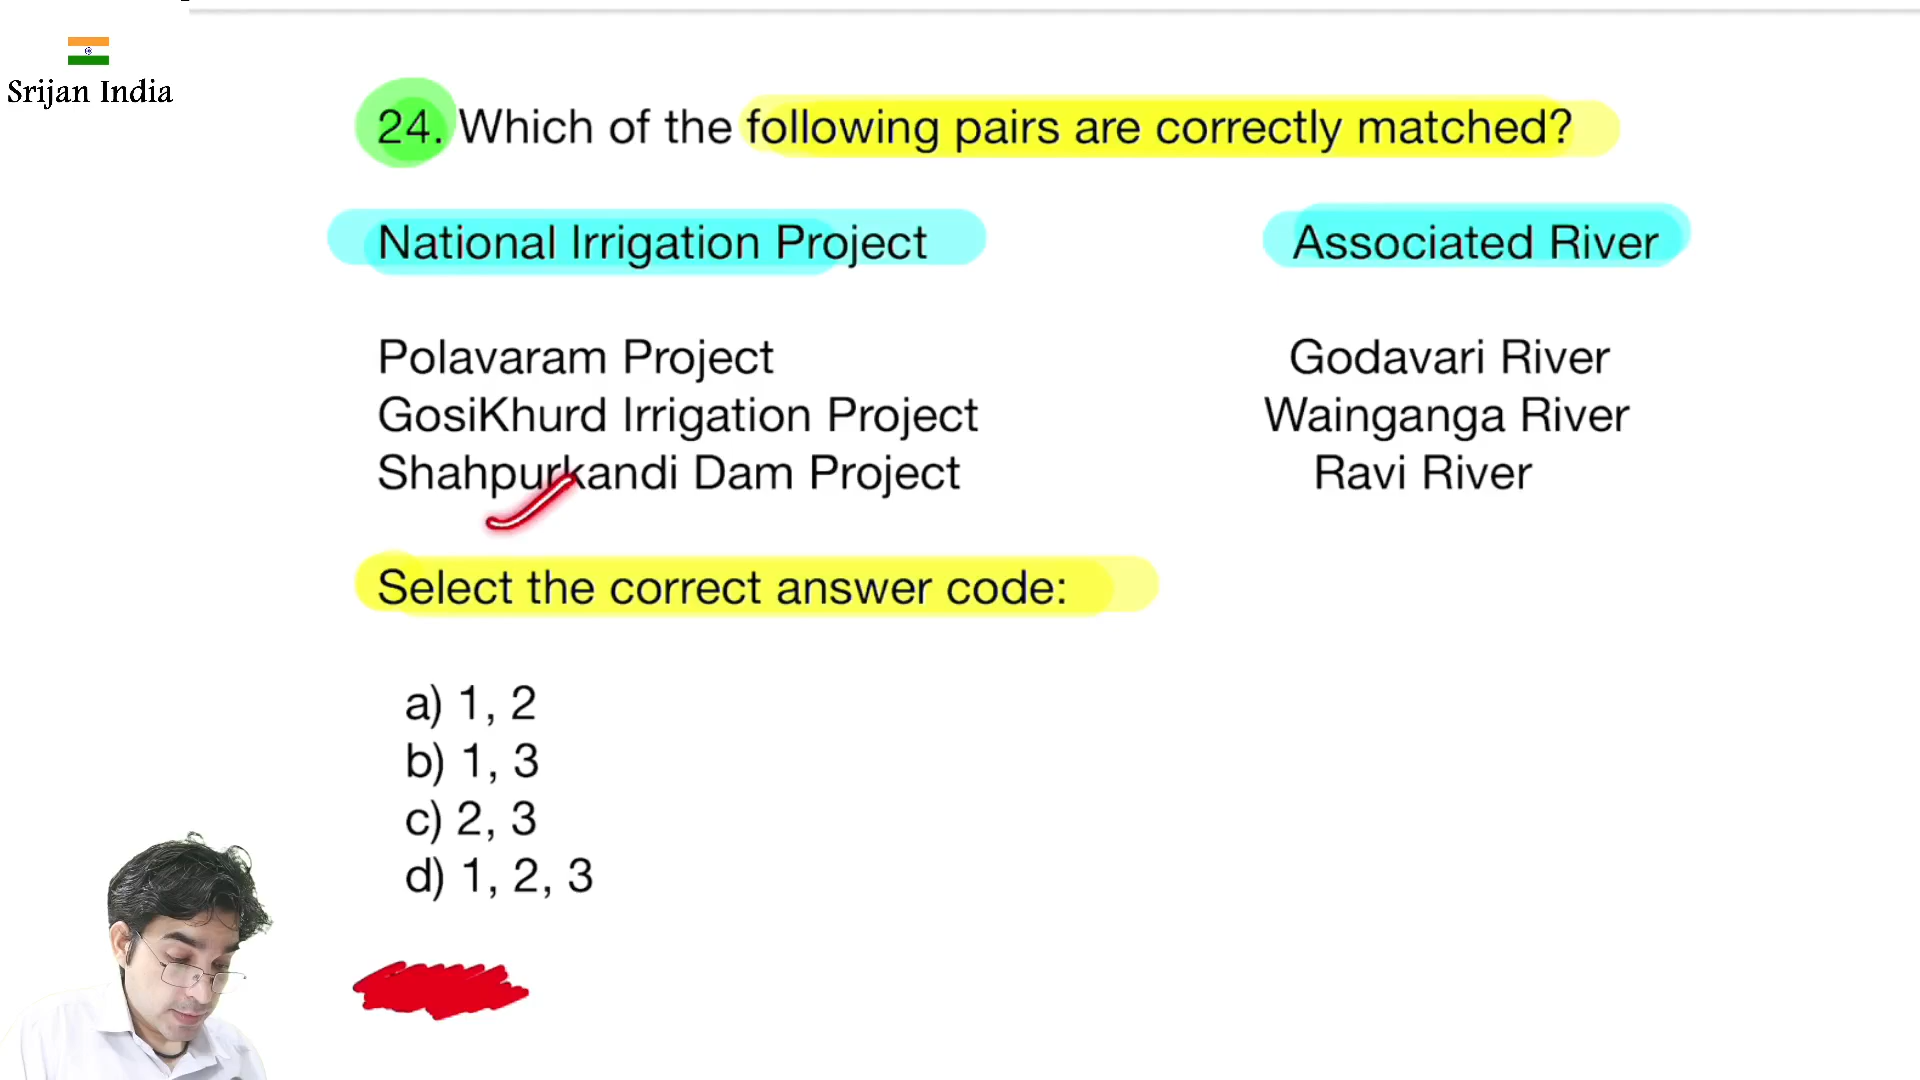 Srijan India
24. Which of the following pairs are correctly matched?
National Irrigation Project Associated River
Polavaram Project Godavari River
GosiKhurd Irrigation Project Wainganga River
Shahpurkandi Dam Project Ravi River
Select the correct answer code:
a) 1, 2
b) 1, 3
c) 2, 3
d) 1, 2, 3